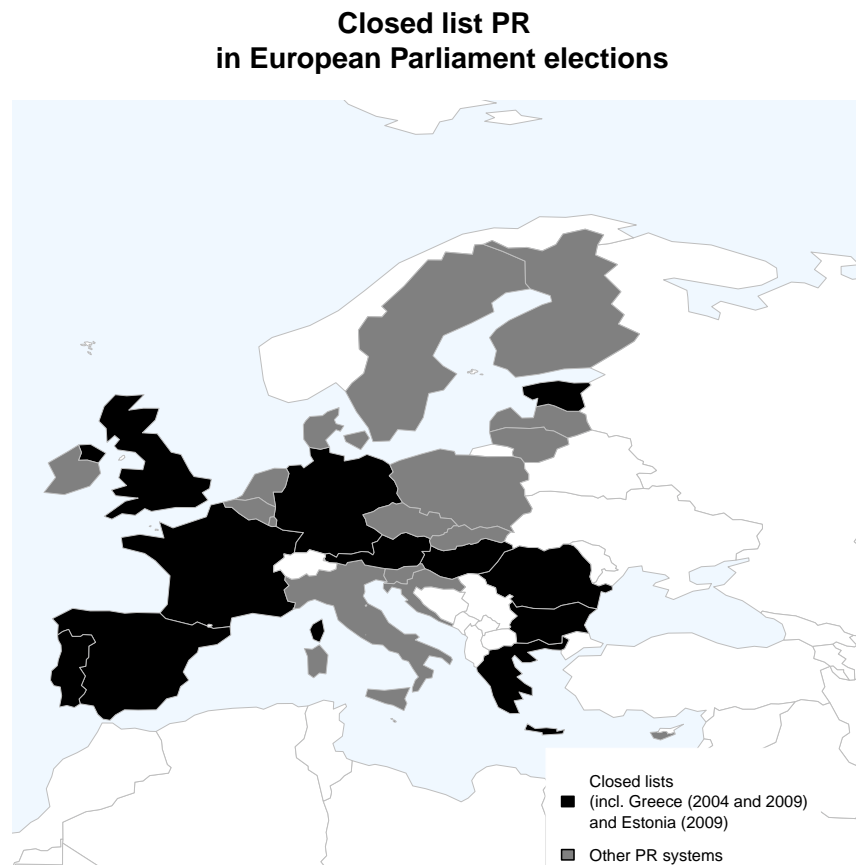 Closed list PR
in European Parliament elections
Closed lists
(incl. Greece (2004 and 2009)
and Estonia (2009)
Other PR systems